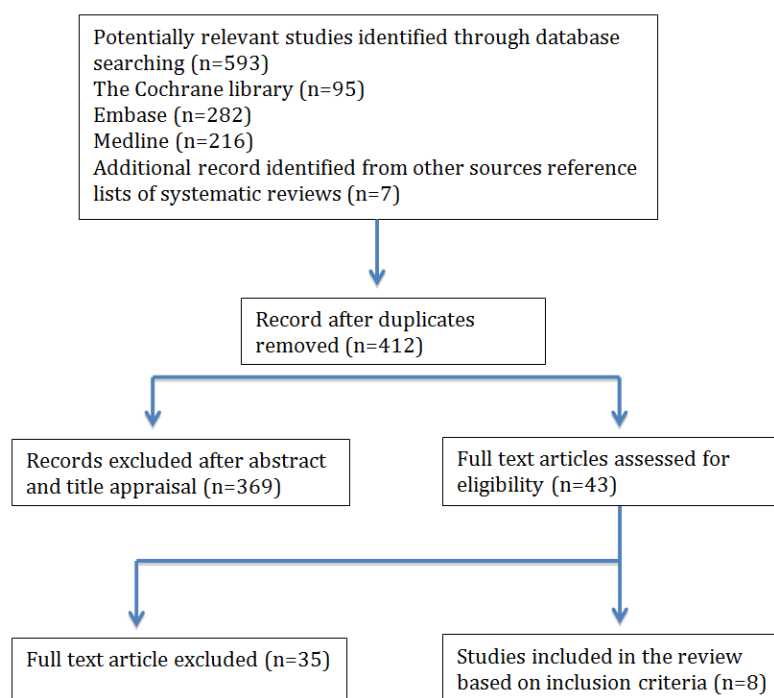 Potentially relevant studies identified through database
searching (n=593)
The Cochrane library (n=95)
Embase (n=282)
Medline (n=216)
Additional record identified from other sources reference
lists of systematic reviews (n=7)
Record after duplicates
removed (n=412)
Records excluded after abstract
and title appraisal (n=369)
Full text articles assessed for
eligibility (n=43)
Full text article excluded (n=35)
Studies included in the review
based on inclusion criteria (n=8)